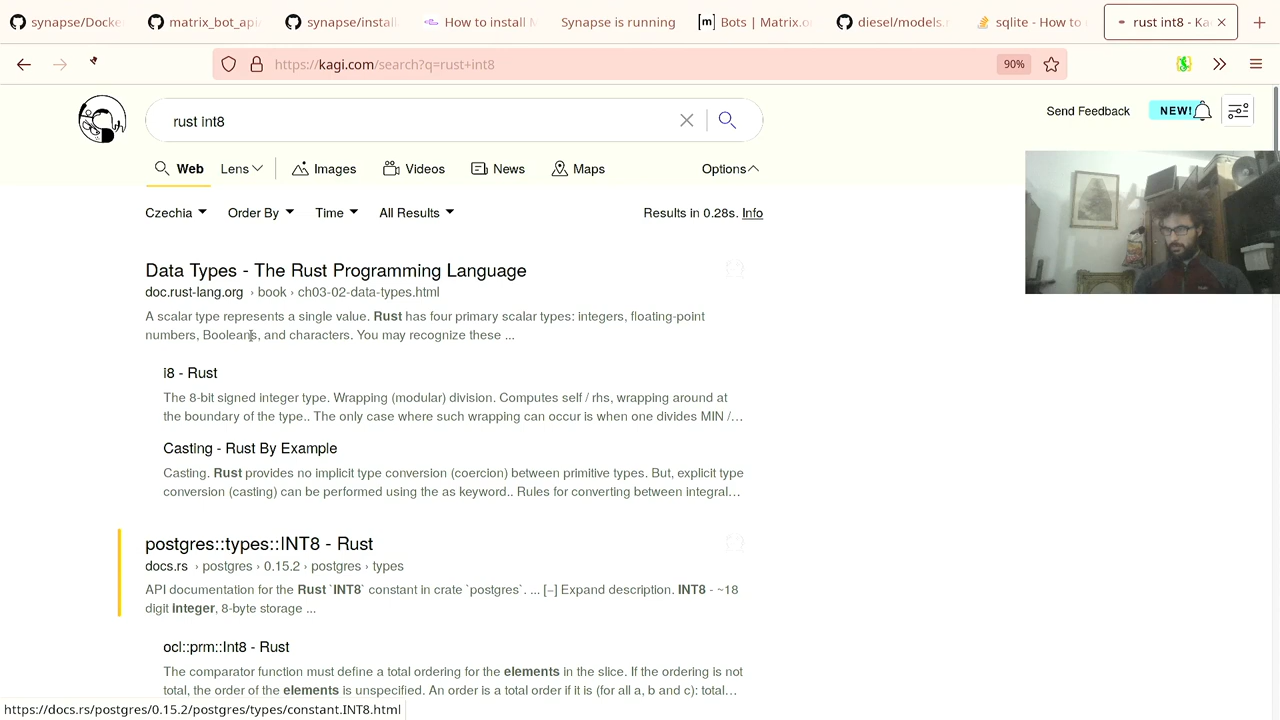 synapse/Docke
matrix_bot_api
synapse/install.
How to install M
Synapse is running
[m] Bots | Matrix.o
diesel/models.r
sqlite - How to
rust int8 - Ka
https://kagi.com/search?q=rust+int8
90%
rust int8
Send Feedback
NEW!
Web
Lens
Images
Videos
News
Maps
Options
Czechia
Order By
Time
All Results
Results in 0.28s. Info
Data Types - The Rust Programming Language
doc.rust-lang.org › book › ch03-02-data-types.html
A scalar type represents a single value. Rust has four primary scalar types: integers, floating-point
numbers, Booleans, and characters. You may recognize these ...
i8 - Rust
The 8-bit signed integer type. Wrapping (modular) division. Computes self / rhs, wrapping around at
the boundary of the type.. The only case where such wrapping can occur is when one divides MIN /...
Casting - Rust By Example
Casting. Rust provides no implicit type conversion (coercion) between primitive types. But, explicit type
conversion (casting) can be performed using the as keyword.. Rules for converting between integral...
postgres::types::INT8 - Rust
docs.rs › postgres › 0.15.2 › postgres › types
API documentation for the Rust `INT8` constant in crate `postgres`. ... [−] Expand description. INT8 - ~18
digit integer, 8-byte storage ...
ocl::prm::Int8 - Rust
The comparator function must define a total ordering for the elements in the slice. If the ordering is not
total, the order of the elements is unspecified. An order is a total order if it is (for all a, b and c): total...
https://docs.rs/postgres/0.15.2/postgres/types/constant.INT8.html